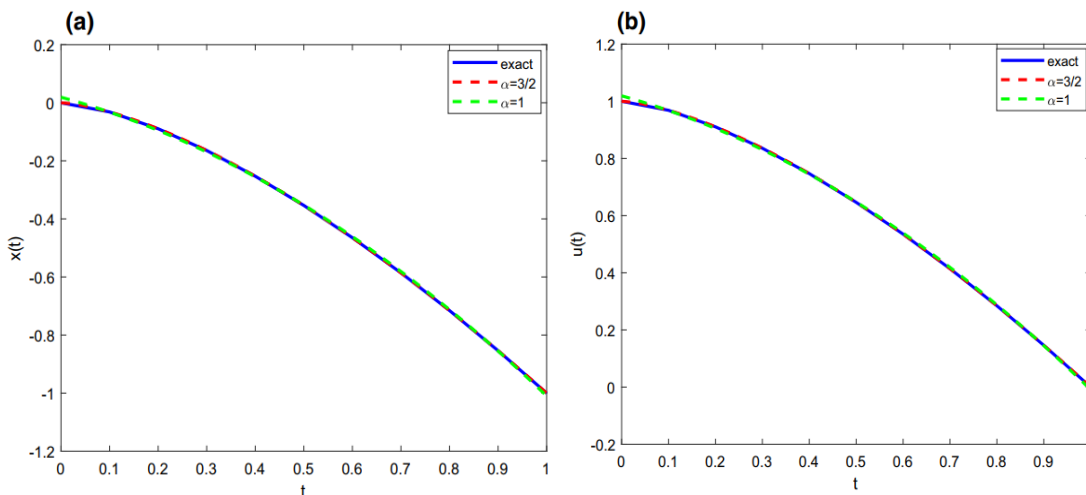 (a)
0.2
0
-0.2
-0.4
-0.6
-0.8
-1
-1.2
x(t)
0 0.1 0.2 0.3 0.4 0.5 0.6 0.7 0.8 0.9 1
t
exact
α=3/2
α=1
(b)
1.2
1
0.8
0.6
0.4
0.2
0
-0.2
u(t)
0 0.1 0.2 0.3 0.4 0.5 0.6 0.7 0.8 0.9
t
exact
α=3/2
α=1